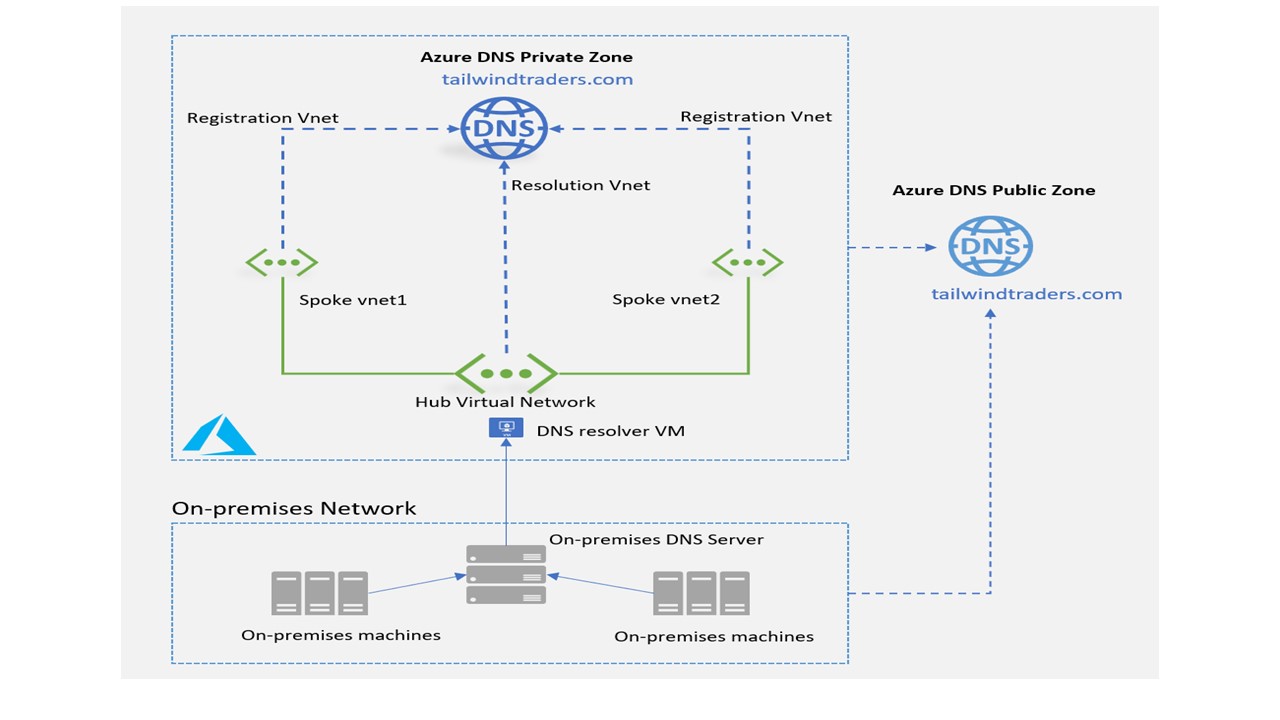 Azure DNS Private Zone
tailwindtraders.com
Registration Vnet
DNS
Registration Vnet
Resolution Vnet
Azure DNS Public Zone
DNS
tailwindtraders.com
Spoke vnet1
Spoke vnet2
Hub Virtual Network
DNS resolver VM
On-premises Network
On-premises DNS Server
On-premises machines
On-premises machines